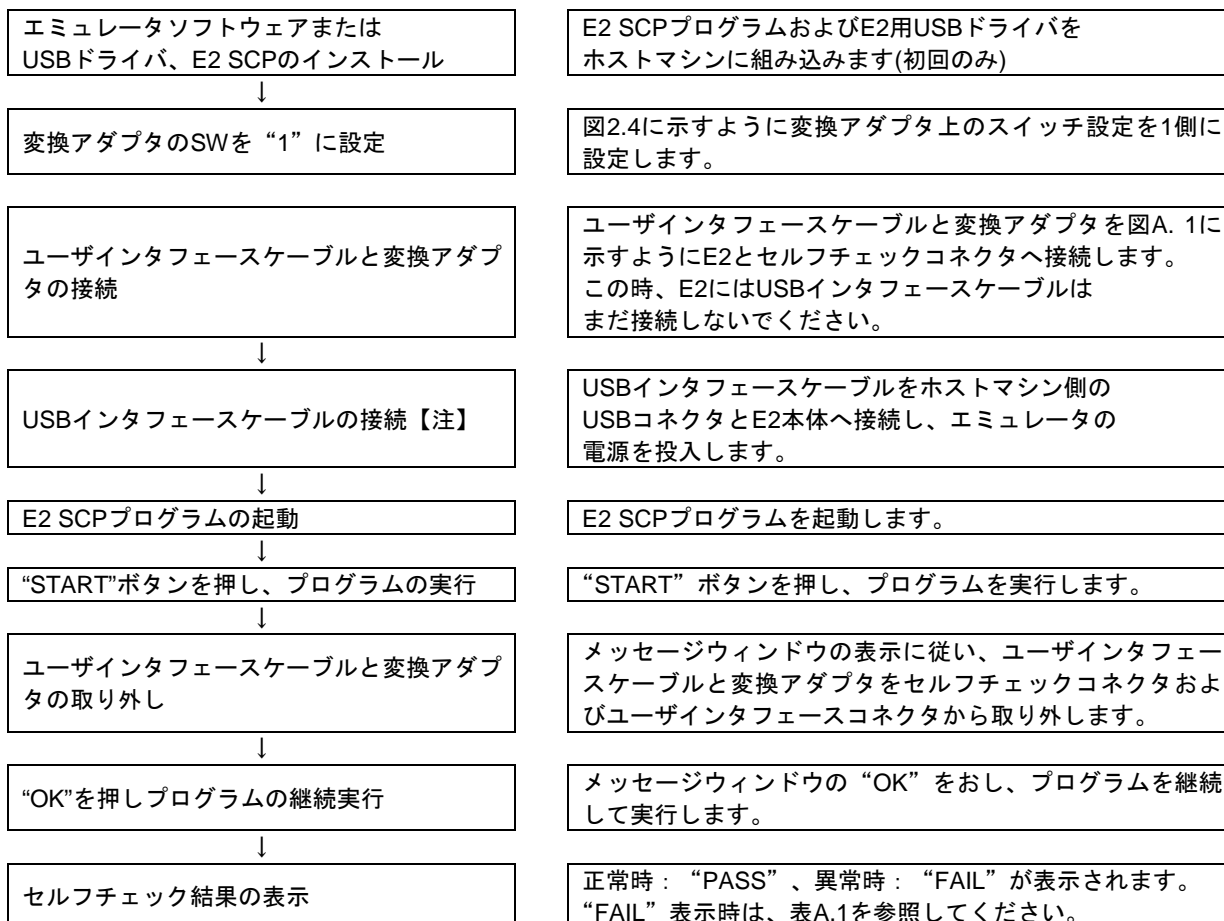 エミュレータソフトウェアまたは
USBドライバ、E2 SCPのインストール
E2 SCPプログラムおよびE2用USBドライバを
ホストマシンに組み込みます(初回のみ)
↓
変換アダプタのSWを“1”に設定
図2.4に示すように変換アダプタ上のスイッチ設定を1側に
設定します。
ユーザインタフェースケーブルと変換アダプ
タの接続
ユーザインタフェースケーブルと変換アダプタを図A. 1に
示すようにE2とセルフチェックコネクタへ接続します。
この時、E2にはUSBインタフェースケーブルは
まだ接続しないでください。
↓
USBインタフェースケーブルの接続【注】
USBインタフェースケーブルをホストマシン側の
USBコネクタとE2本体へ接続し、エミュレータの
電源を投入します。
↓
E2 SCPプログラムの起動
E2 SCPプログラムを起動します。
↓
“START”ボタンを押し、プログラムの実行
“START”ボタンを押し、プログラムを実行します。
↓
ユーザインタフェースケーブルと変換アダプ
タの取り外し
メッセージウィンドウの表示に従い、ユーザインタフェー
スケーブルと変換アダプタをセルフチェックコネクタおよ
びユーザインタフェースコネクタから取り外します。
↓
“OK”を押しプログラムの継続実行
メッセージウィンドウの“OK”をおし、プログラムを継続
して実行します。
↓
セルフチェック結果の表示
正常時：“PASS”、異常時：“FAIL”が表示されます。
“FAIL”表示時は、表A.1を参照してください。